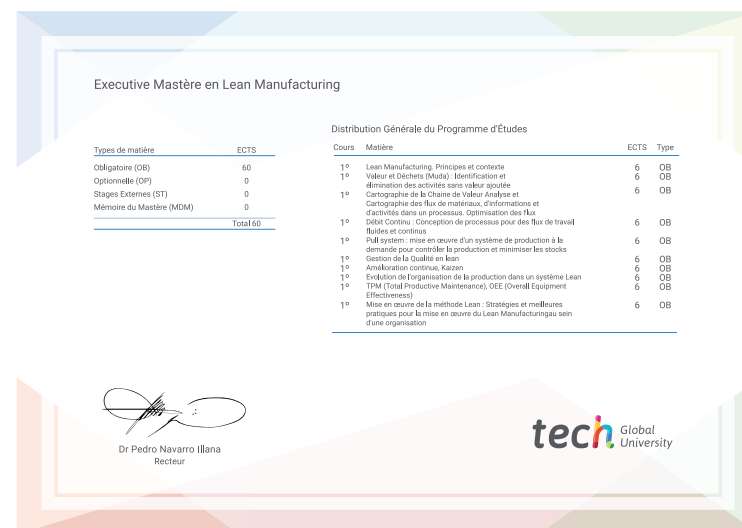 Executive Mastère en Lean Manufacturing
Types de matière ECTS
Obligatoire (OB) 60
Optionnelle (OP) 0
Stages Externes (ST) 0
Mémoire du Mastère (MDM) 0
Total 60
Distribution Générale du Programme d'Études
Cours Matière ECTS Type
1º Lean Manufacturing. Principes et contexte 6 OB
1º Valeur et Déchets (Muda) : Identification et 6 OB
élimination des activités sans valeur ajoutée
1º Cartographie de la Chaine de Valeur Analyse et 6 OB
Cartographie des flux de matériaux, d'informations et
d'activités dans un processus. Optimisation des flux
1º Débit Continu : Conception de processus pour des flux de travail 6 OB
fluides et continus
1º Pull system : mise en œuvre d'un système de production à la 6 OB
demande pour contrôler la production et minimiser les stocks
1º Gestion de la Qualité en lean 6 OB
1º Amélioration continue, Kaizen 6 OB
1º Evolution de l'organisation de la production dans un système Lean 6 OB
1º TPM (Total Productive Maintenance), OEE (Overall Equipment 6 OB
Effectiveness)
1º Mise en œuvre de la méthode Lean : Stratégies et meilleures 6 OB
pratiques pour la mise en œuvre du Lean Manufacturingau sein
d'une organisation
Dr Pedro Navarro Illana
Recteur
tech Global
University